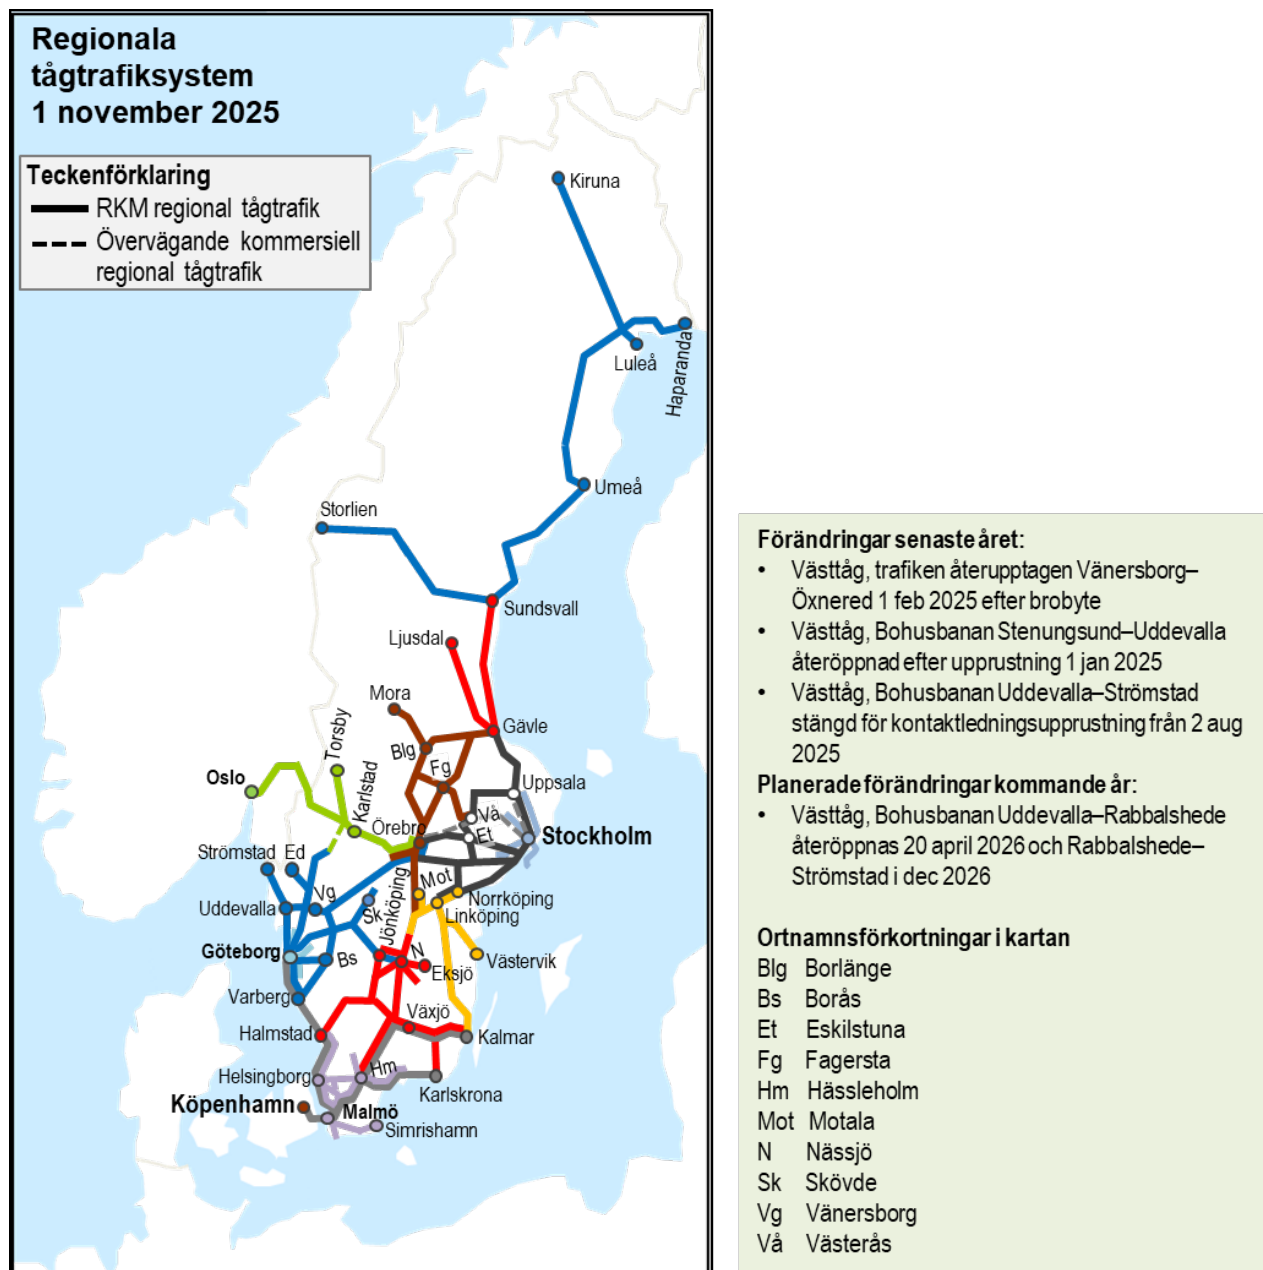 Regionala
tågtrafiksystem
1 november 2025
Teckenförklaring
RKM regional tågtrafik
Övervägande kommersiell
regional tågtrafik
Kiruna
Luleå
Haparanda
Umeå
Storlien
Sundsvall
Ljusdal
Mora
Gävle
Blg
Torsby
Fg
Oslo
Karlstad
Uppsala
Vå
Örebro
Et
Stockholm
Strömstad
Ed
Mot
Vg
Norrköping
Uddevalla
Sk
Jönköping
Linköping
Göteborg
Bs
N
Västervik
Eksjö
Varberg
Växjö
Halmstad
Kalmar
Hm
Helsingborg
Karlskrona
Köpenhamn
Malmö
Simrishamn
Förändringar senaste året:
• Västtåg, trafiken återupptagen Vänersborg–
Öxnered 1 feb 2025 efter brobyte
• Västtåg, Bohusbanan Stenungsund–Uddevalla
återöppnad efter upprustning 1 jan 2025
• Västtåg, Bohusbanan Uddevalla–Strömstad
stängd för kontaktledningsupprustning från 2 aug
2025
Planerade förändringar kommande år:
• Västtåg, Bohusbanan Uddevalla–Rabbalshede
återöppnas 20 april 2026 och Rabbalshede–
Strömstad i dec 2026
Ortnamnsförkortningar i kartan
Blg Borlänge
Bs Borås
Et Eskilstuna
Fg Fagersta
Hm Hässleholm
Mot Motala
N Nässjö
Sk Skövde
Vg Vänersborg
Vå Västerås